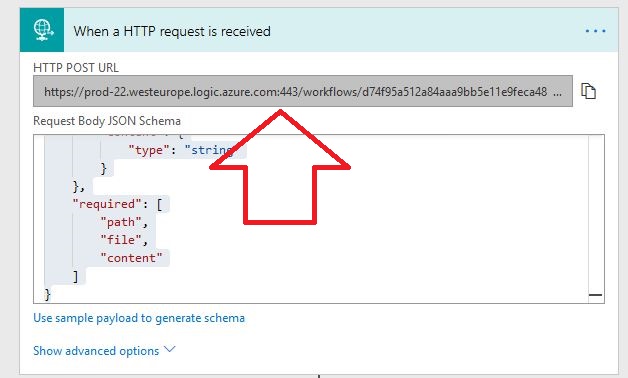 When a HTTP request is received
...
HTTP POST URL
https://prod-22.westeurope.logic.azure.com:443/workflows/d74f95a512a84aaa9bb5e11e9feca48 ...
Request Body JSON Schema
"type": "string
}
},
"required": [
"path",
"file",
"content"
]
}
Use sample payload to generate schema
Show advanced options